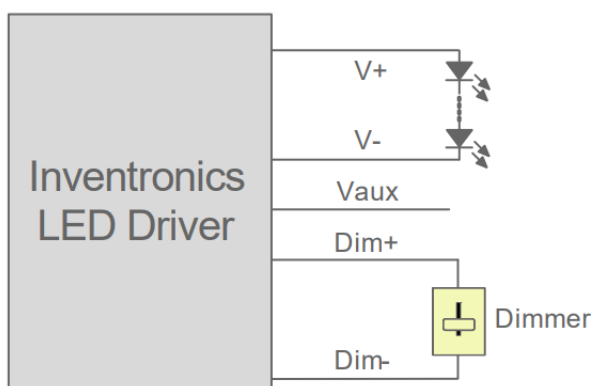 Inventronics
LED Driver
V+
V-
Vaux
Dim+
Dimmer
Dim-